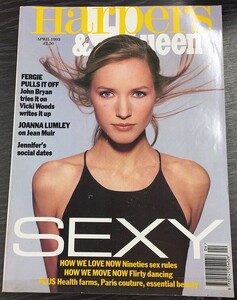 Harpers
& Queen
APRIL 1993
£2.90
FERGIE
PULLS IT OFF
John Bryan
tries it on
Vicki Woods
writes it up
JOANNA LUMLEY
on Jean Muir
Jennifer's
social dates
SEXY
HOW WE LOVE NOW Nineties sex rules
HOW WE MOVE NOW Flirty dancing
PLUS Health farms, Paris couture, essential beauty